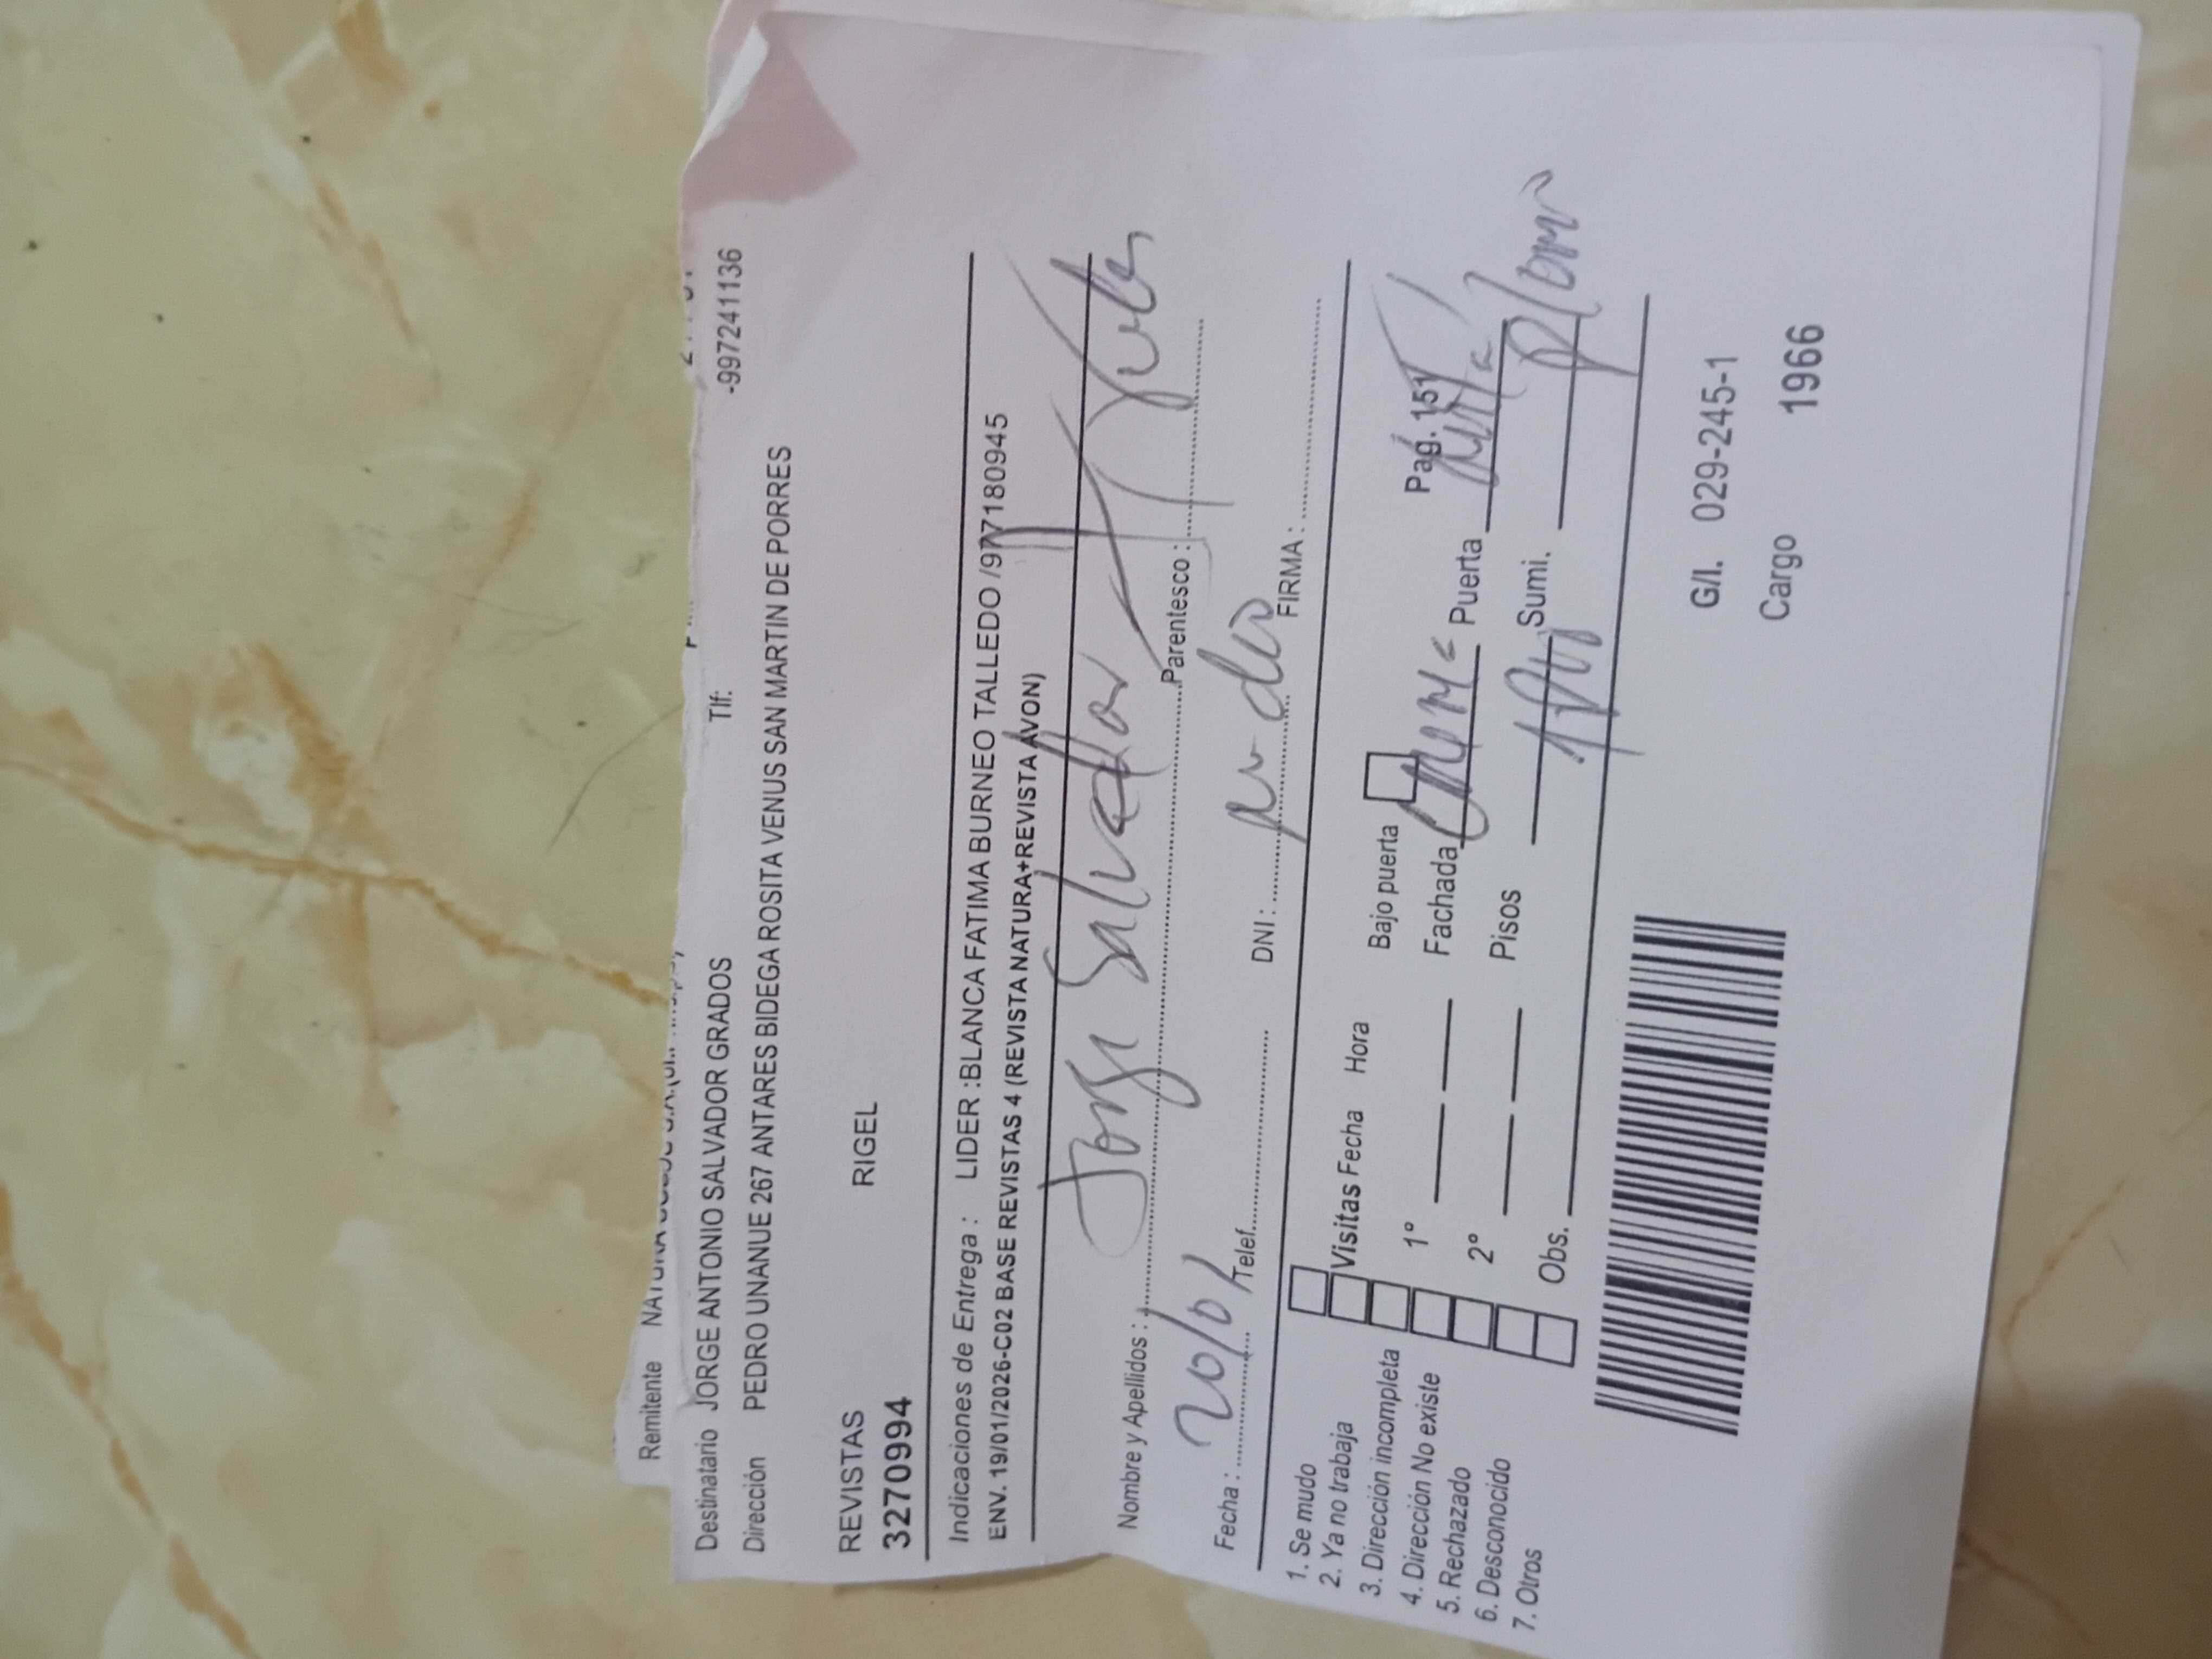 Remitente NATURA
Destinatario JORGE ANTONIO SALVADOR GRADOS Tlf: -997241136
Dirección PEDRO UNANUE 267 ANTARES BIDEGA ROSITA VENUS SAN MARTIN DE PORRES
REVISTAS RIGEL
3270994
Indicaciones de Entrega : LIDER :BLANCA FATIMA BURNEO TALLEDO /977180945
ENV. 19/01/2026-C02 BASE REVISTAS 4 (REVISTA NATURA+REVISTA AVON)
Nombre y Apellidos : Jorge Salvador Parentesco :
Fecha : 20/01 Telef. DNI : no dio FIRMA :
1. Se mudo
2. Ya no trabaja
3. Dirección incompleta
4. Dirección No existe
5. Rechazado
6. Desconocido
7. Otros
Visitas Fecha Hora Bajo puerta Pag. 151
1° Fachada Puerta
2° Pisos Sumi.
Obs.
G/I. 029-245-1
Cargo 1966